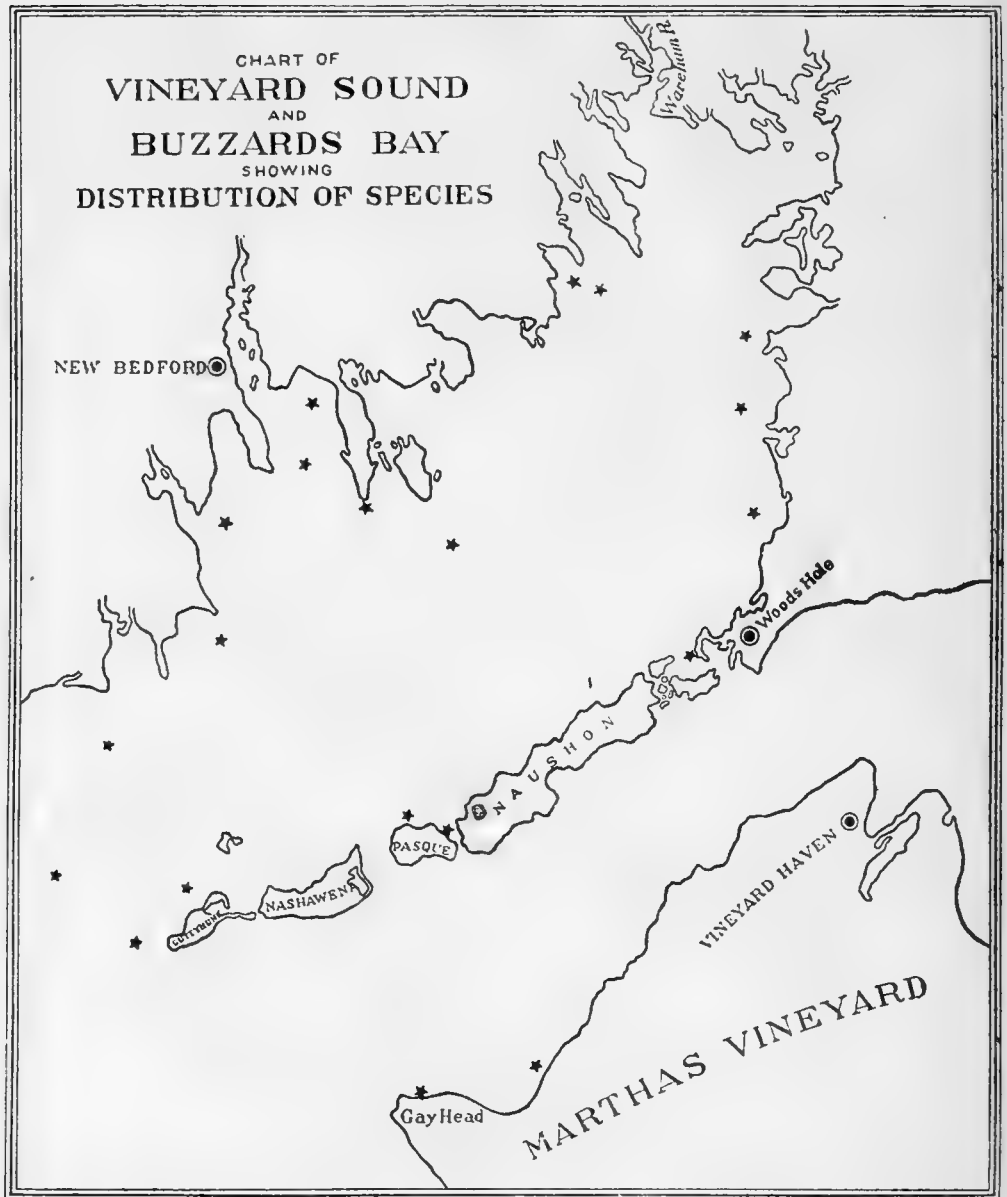 CHART OF
VINEYARD SOUND
AND
BUZZARDS BAY
SHOWING
DISTRIBUTION OF SPECIES
Wareham R.
NEW BEDFORD
Woods Hole
NAUSHON
PASQUE
NASHAWENA
CUTTYHUNK
VINEYARD HAVEN
MARTHAS VINEYARD
Gay Head